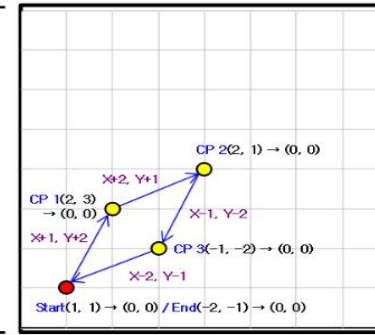 CP 2(2, 1) → (0, 0)
X+2, Y+1
CP 1(2, 3)
→ (0, 0)
X-1, Y-2
X+1, Y+2
CP 3(-1, -2) → (0, 0)
X-2, Y-1
Start(1, 1) → (0, 0) / End(-2, -1) → (0, 0)